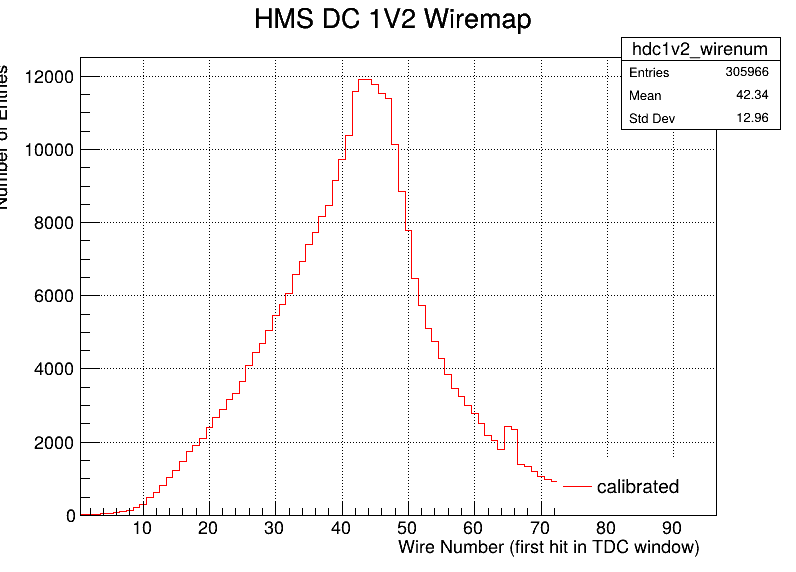 HMS DC 1V2 Wiremap
hdc1v2_wirenum
Entries 305966
Mean 42.34
Std Dev 12.96
Number of Entries
12000
10000
8000
6000
4000
2000
0
calibrated
10 20 30 40 50 60 70 80 90
Wire Number (first hit in TDC window)